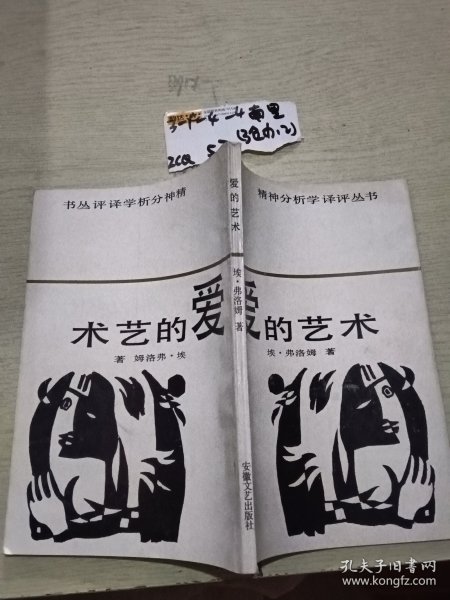 书丛评译学析分神精
术艺的爱
著 姆洛弗·埃
爱的艺术
埃·弗洛姆 著
安徽文艺出版社
精神分析学译评丛书
爱的艺术
埃·弗洛姆 著
孔夫子旧书网
www.kongfz.com